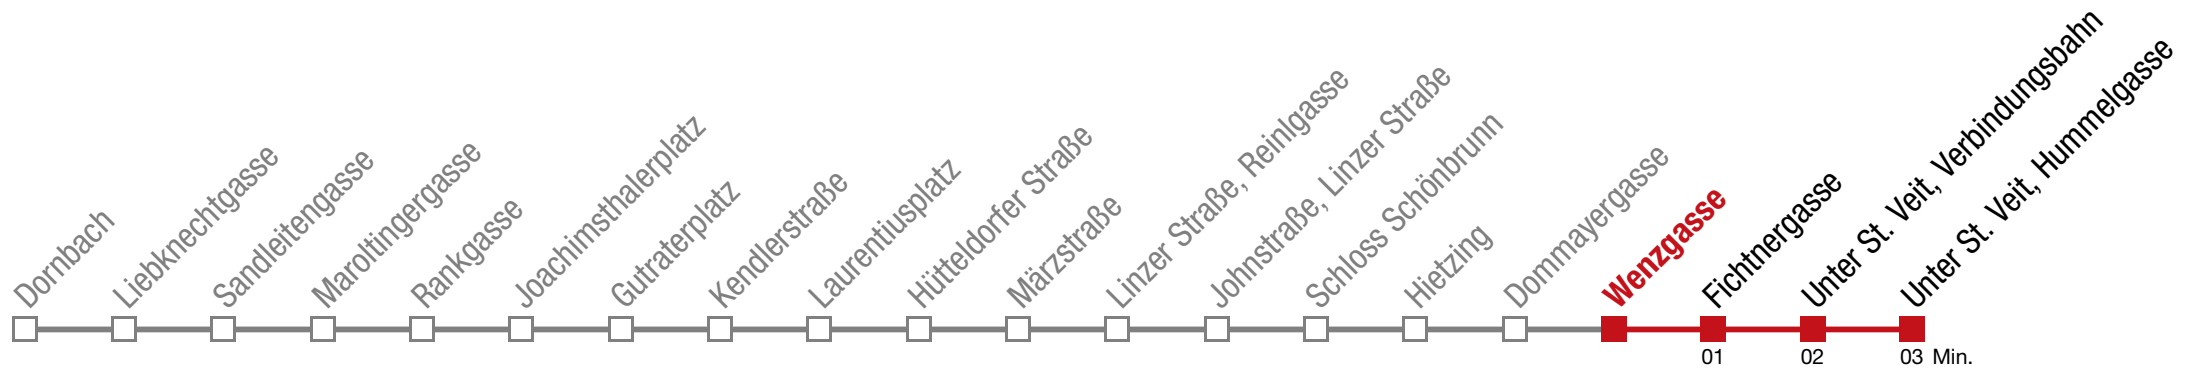 Dornbach
Liebknechtgasse
Sandleitengasse
Maroltingergasse
Rankgasse
Joachimsthalerplatz
Gutraterplatz
Kendlerstraße
Laurentiusplatz
Hütteldorfer Straße
Märzstraße
Linzer Straße, Reinlgasse
Johnstraße, Linzer Straße
Schloss Schönbrunn
Hietzing
Dommayergasse
Wenzgasse
Fichtnergasse
Unter St. Veit, Verbindungsbahn
Unter St. Veit, Hummelgasse
01 02 03 Min.